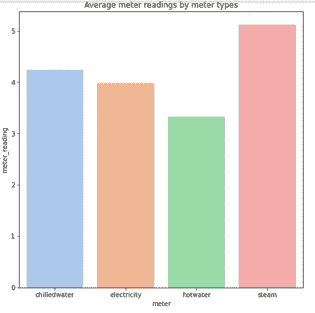 Average meter readings by meter types
5
4
3
2
1
0
meter_reading
chilledwater electricity hotwater steam
meter